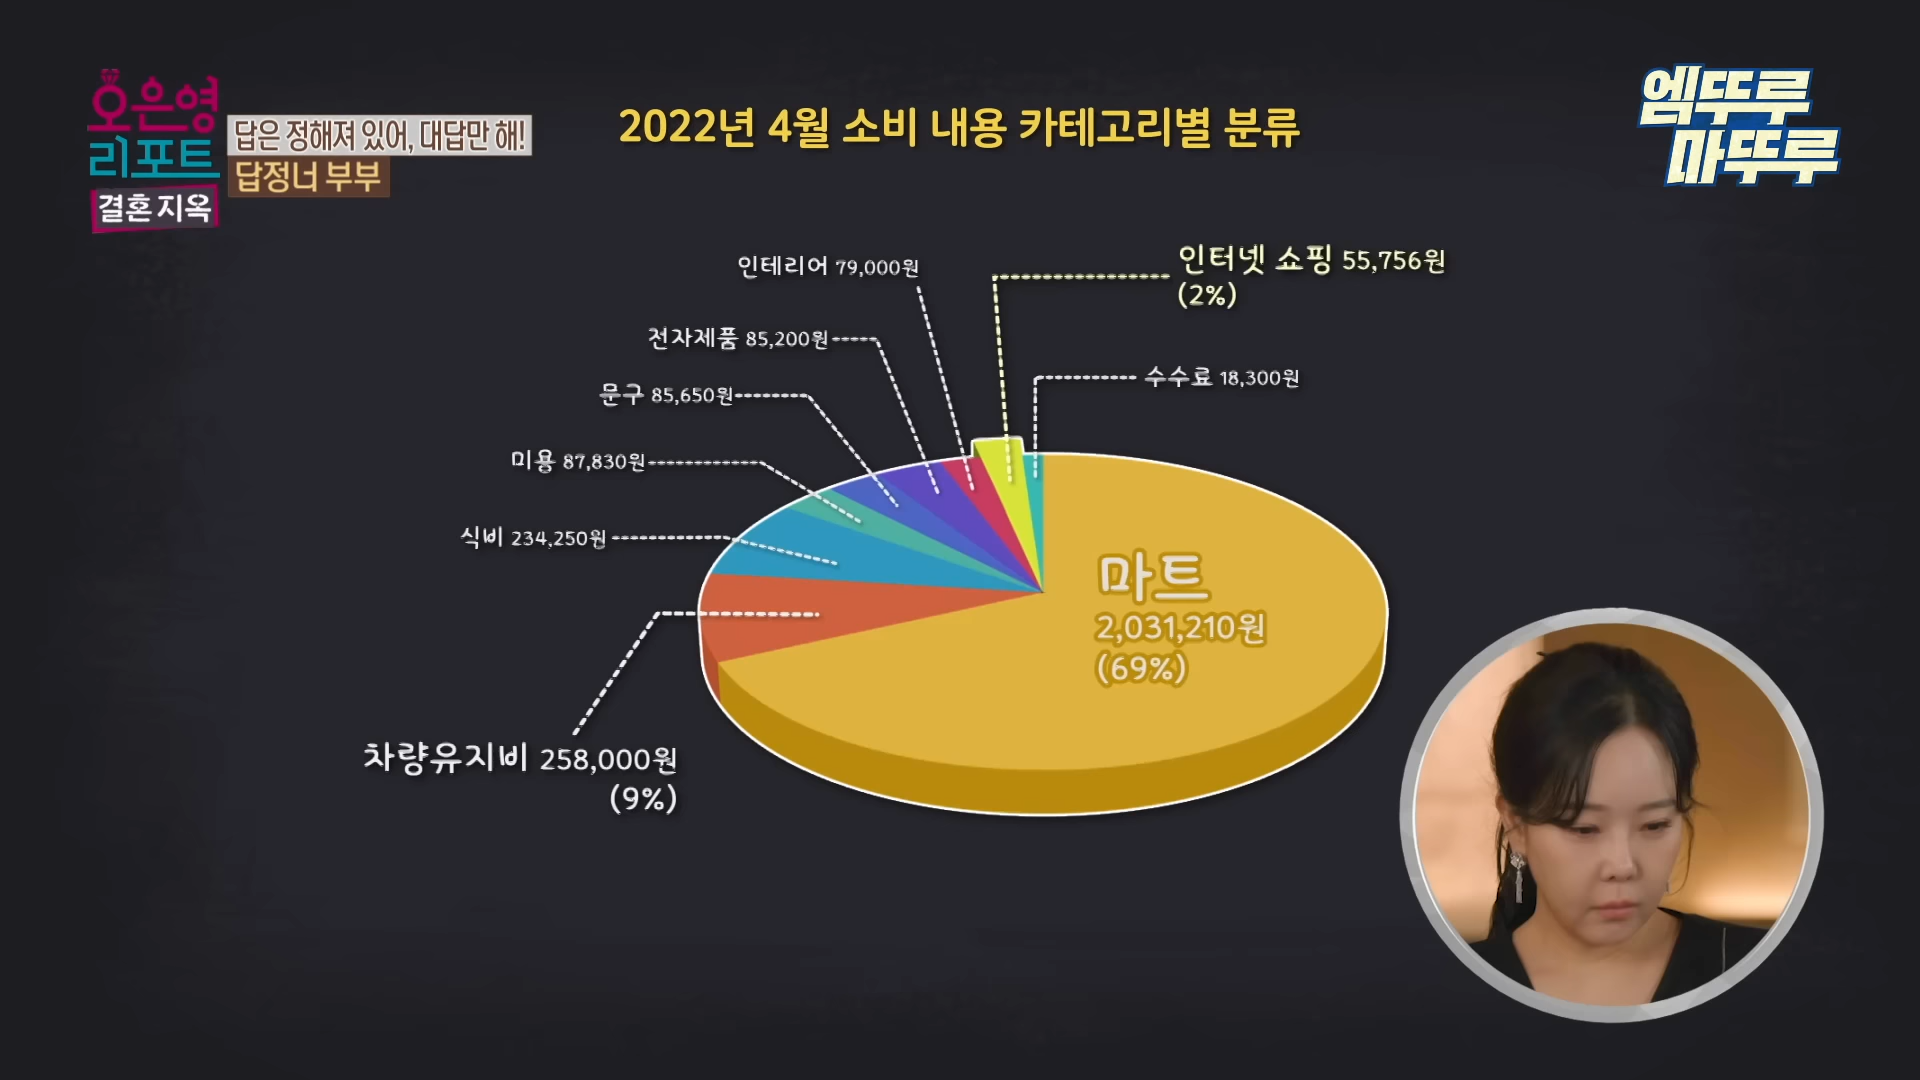 오은영
리포트
결혼 지옥
답은 정해져 있어, 대답만 해!
답정너 부부
2022년 4월 소비 내용 카테고리별 분류
엠뚜루
마뚜루
인터넷 쇼핑 55,756원
(2%)
인테리어 79,000원
전자제품 85,200원
수수료 18,300원
문구 85,650원
미용 87,830원
식비 234,250원
마트
2,031,210원
(69%)
차량유지비 258,000원
(9%)